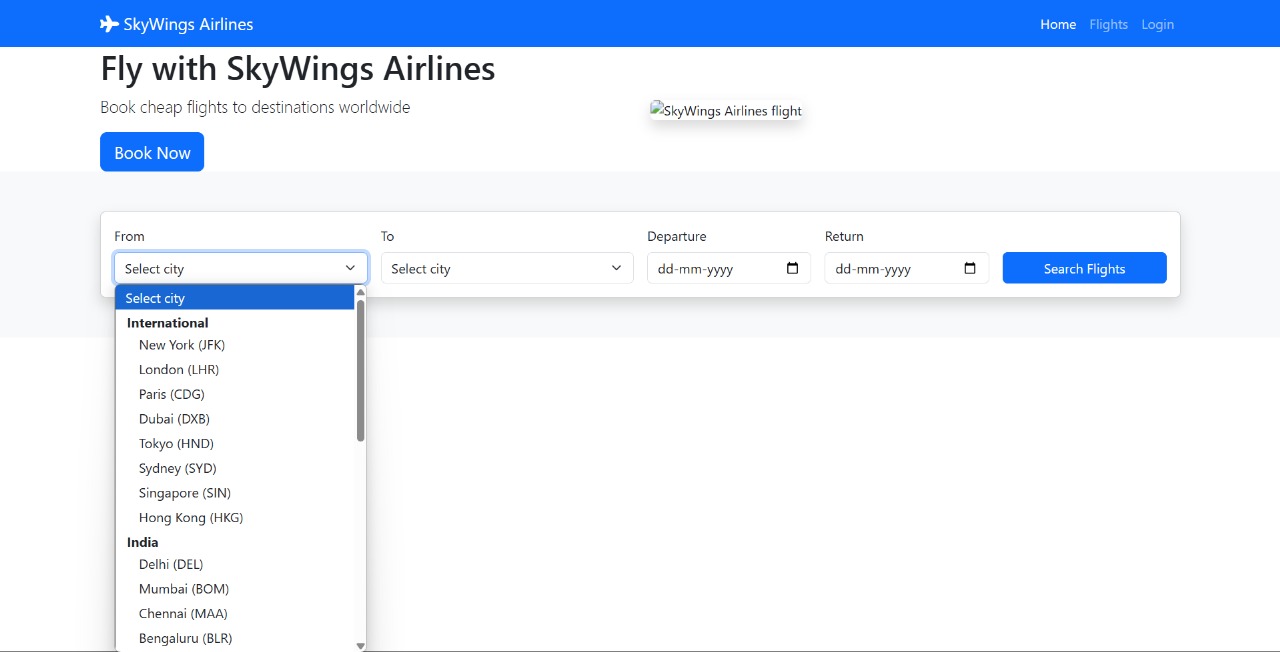 SkyWings Airlines
Home Flights Login
Fly with SkyWings Airlines
Book cheap flights to destinations worldwide
SkyWings Airlines flight
Book Now
From To Departure Return
Select city Select city dd-mm-yyyy dd-mm-yyyy Search Flights
Select city
International
New York (JFK)
London (LHR)
Paris (CDG)
Dubai (DXB)
Tokyo (HND)
Sydney (SYD)
Singapore (SIN)
Hong Kong (HKG)
India
Delhi (DEL)
Mumbai (BOM)
Chennai (MAA)
Bengaluru (BLR)